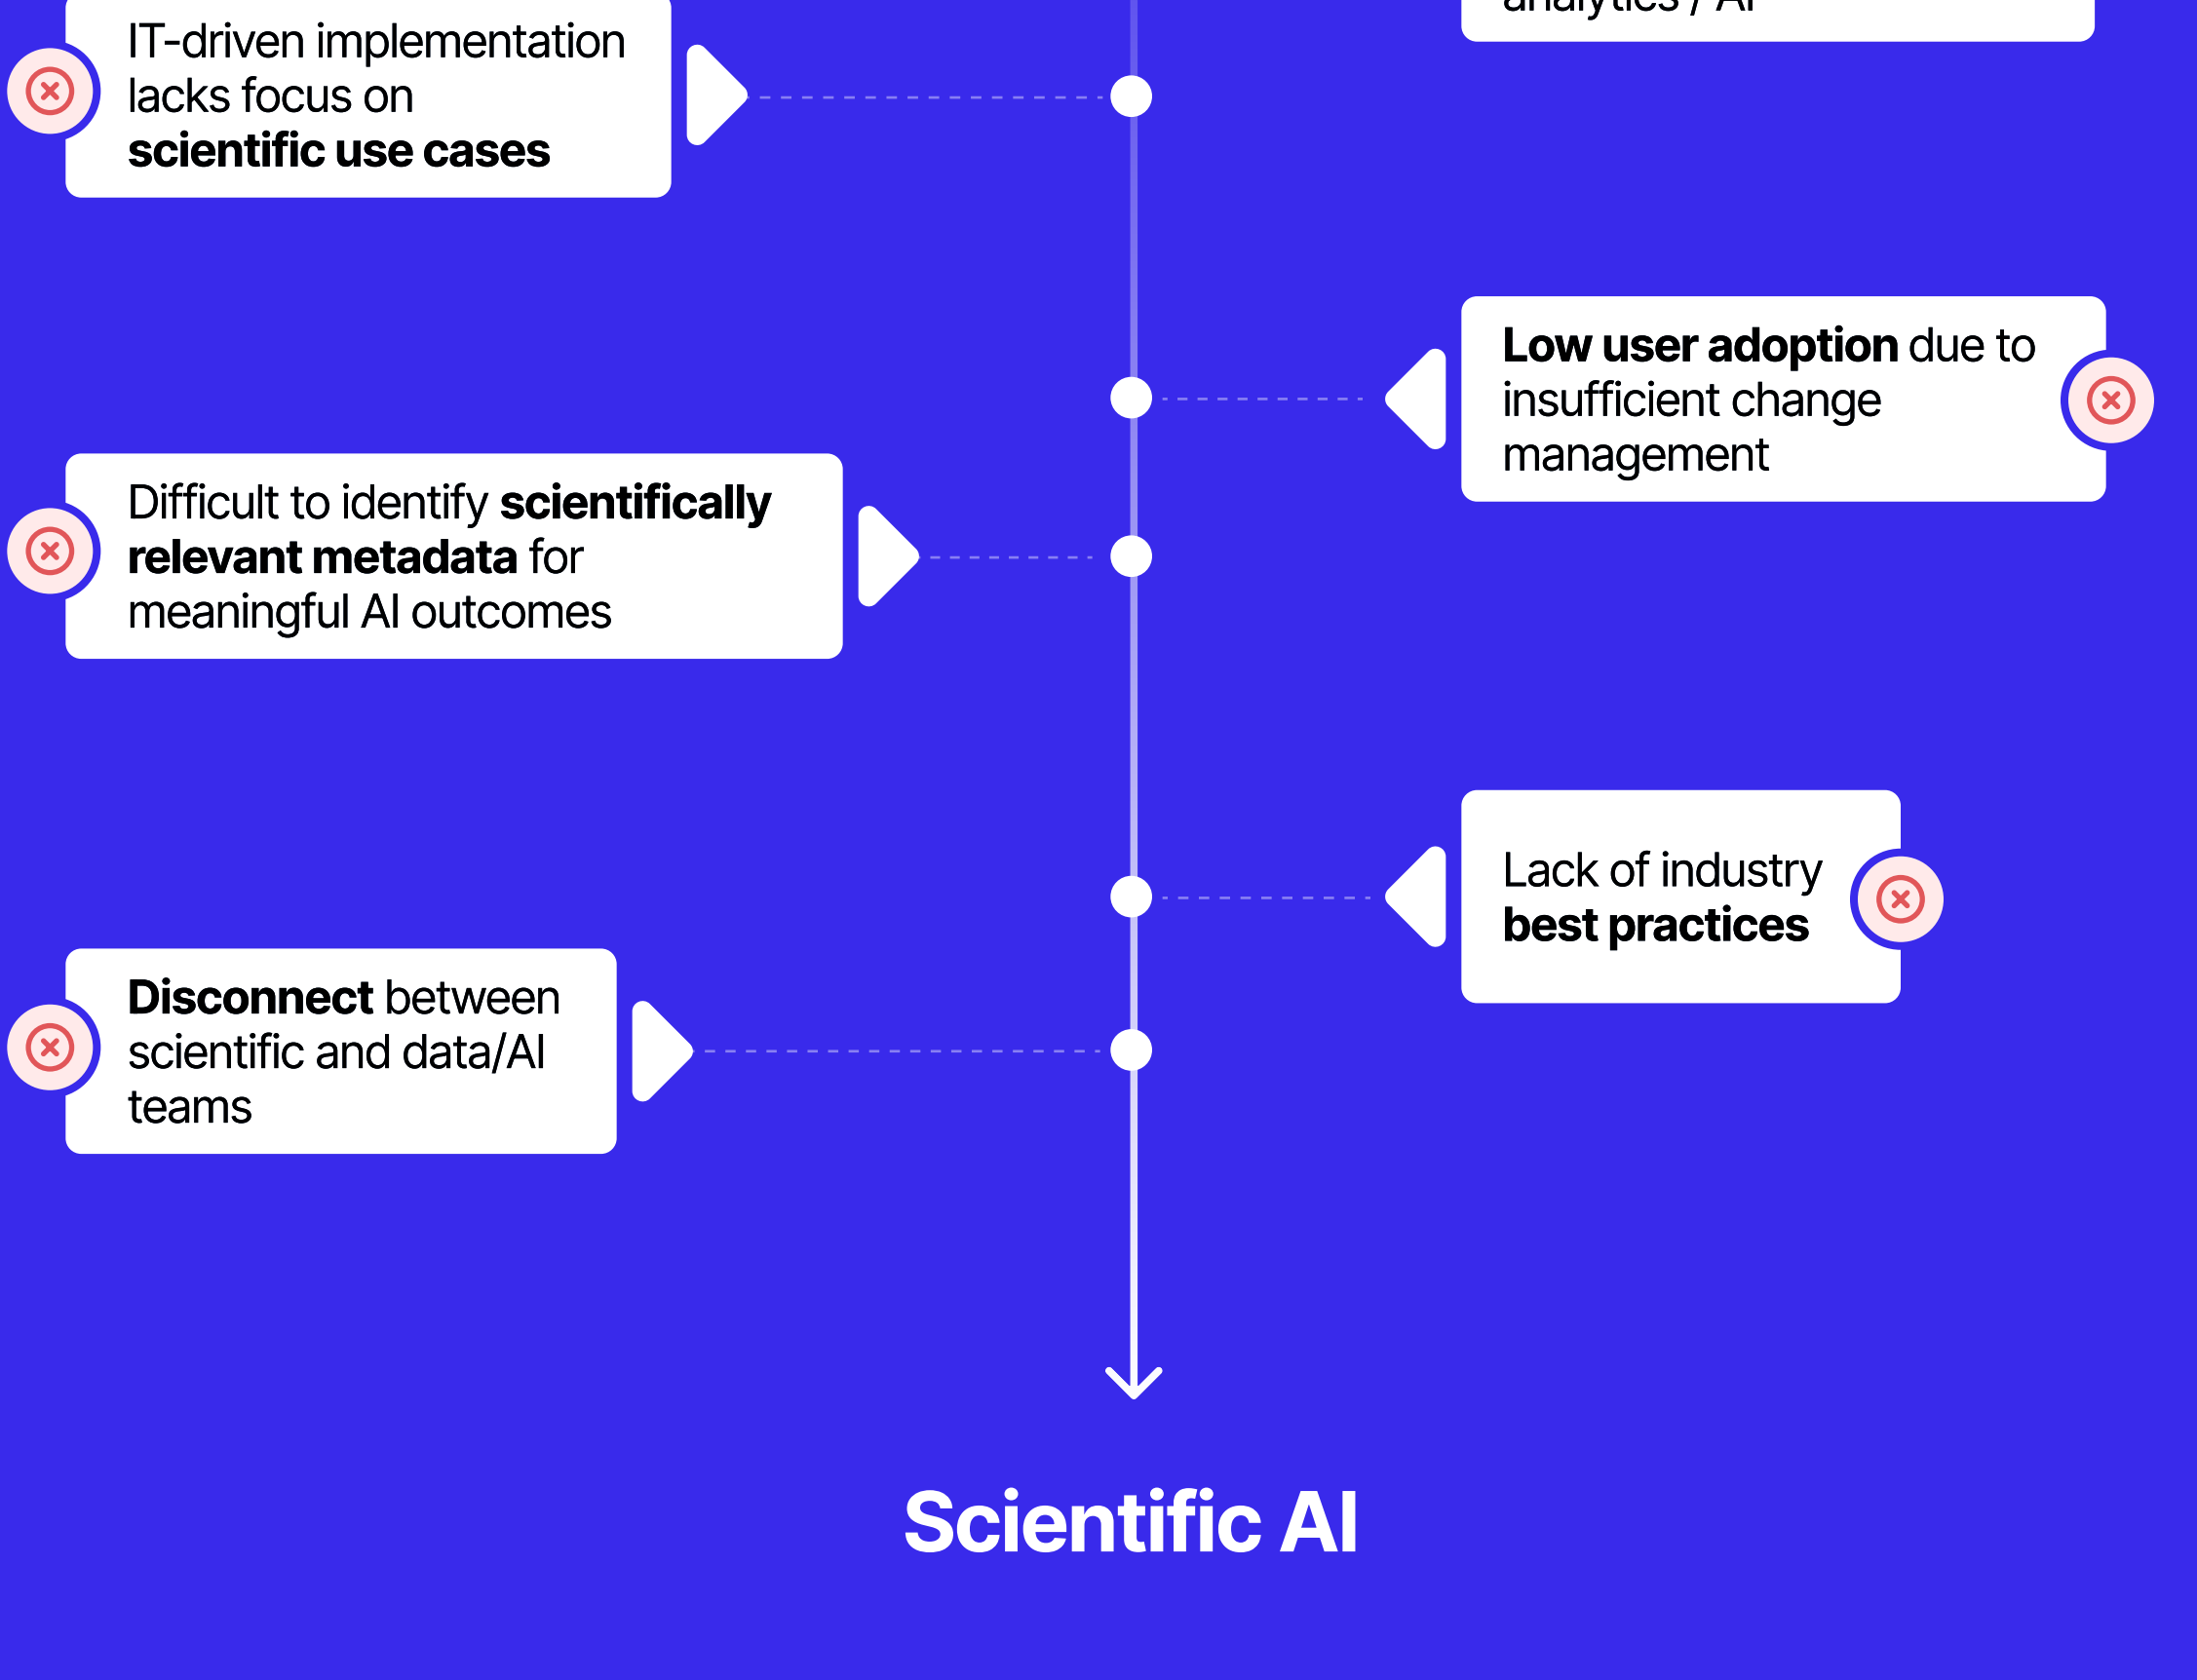 analytics / AI
IT-driven implementation
lacks focus on
scientific use cases
Low user adoption due to
insufficient change
management
Difficult to identify scientifically
relevant metadata for
meaningful AI outcomes
Lack of industry
best practices
Disconnect between
scientific and data/AI
teams
Scientific AI